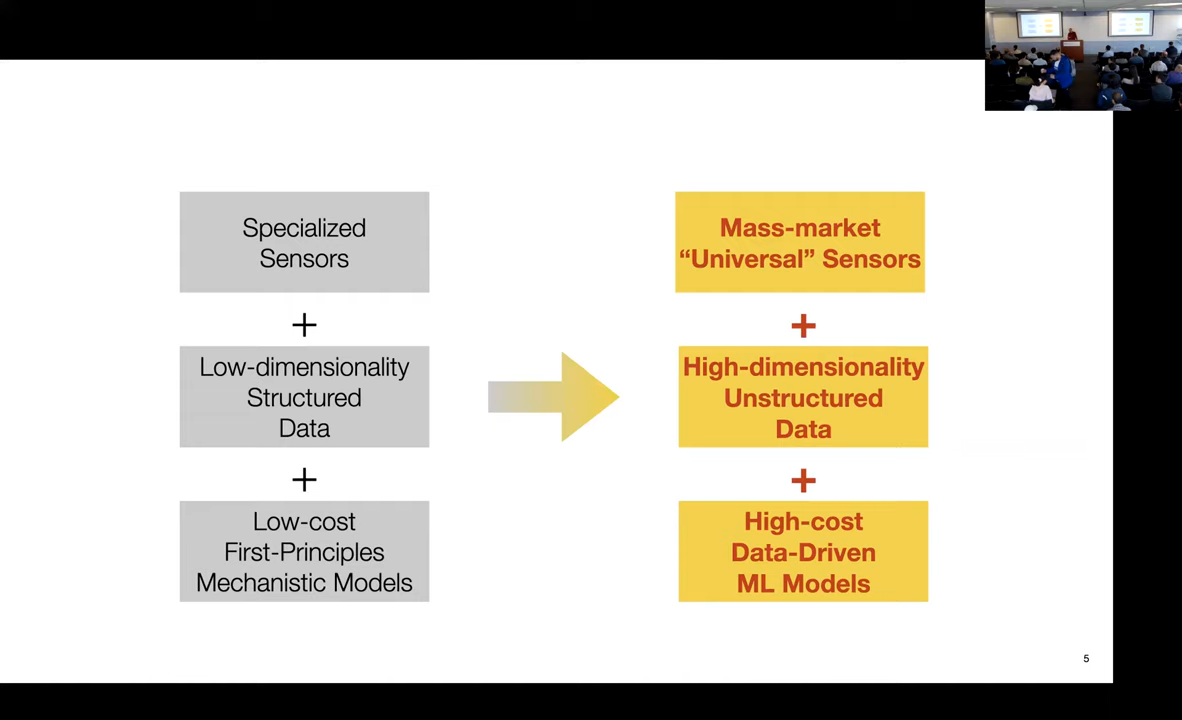 Specialized
Sensors
+
Low-dimensionality
Structured
Data
+
Low-cost
First-Principles
Mechanistic Models
Mass-market
“Universal” Sensors
+
High-dimensionality
Unstructured
Data
+
High-cost
Data-Driven
ML Models
5